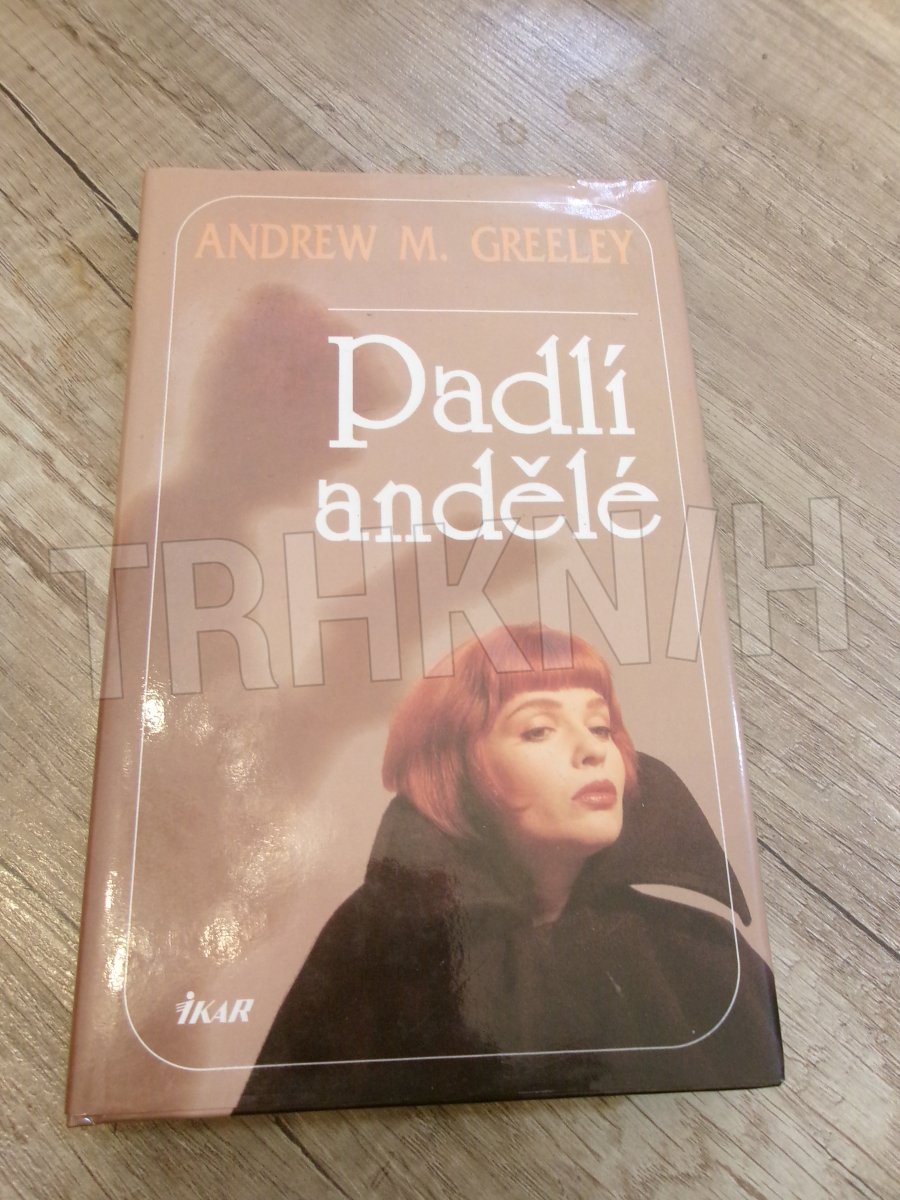 ANDREW M. GREELEY
Padlí
andělé
TRHKNIH
iKAR